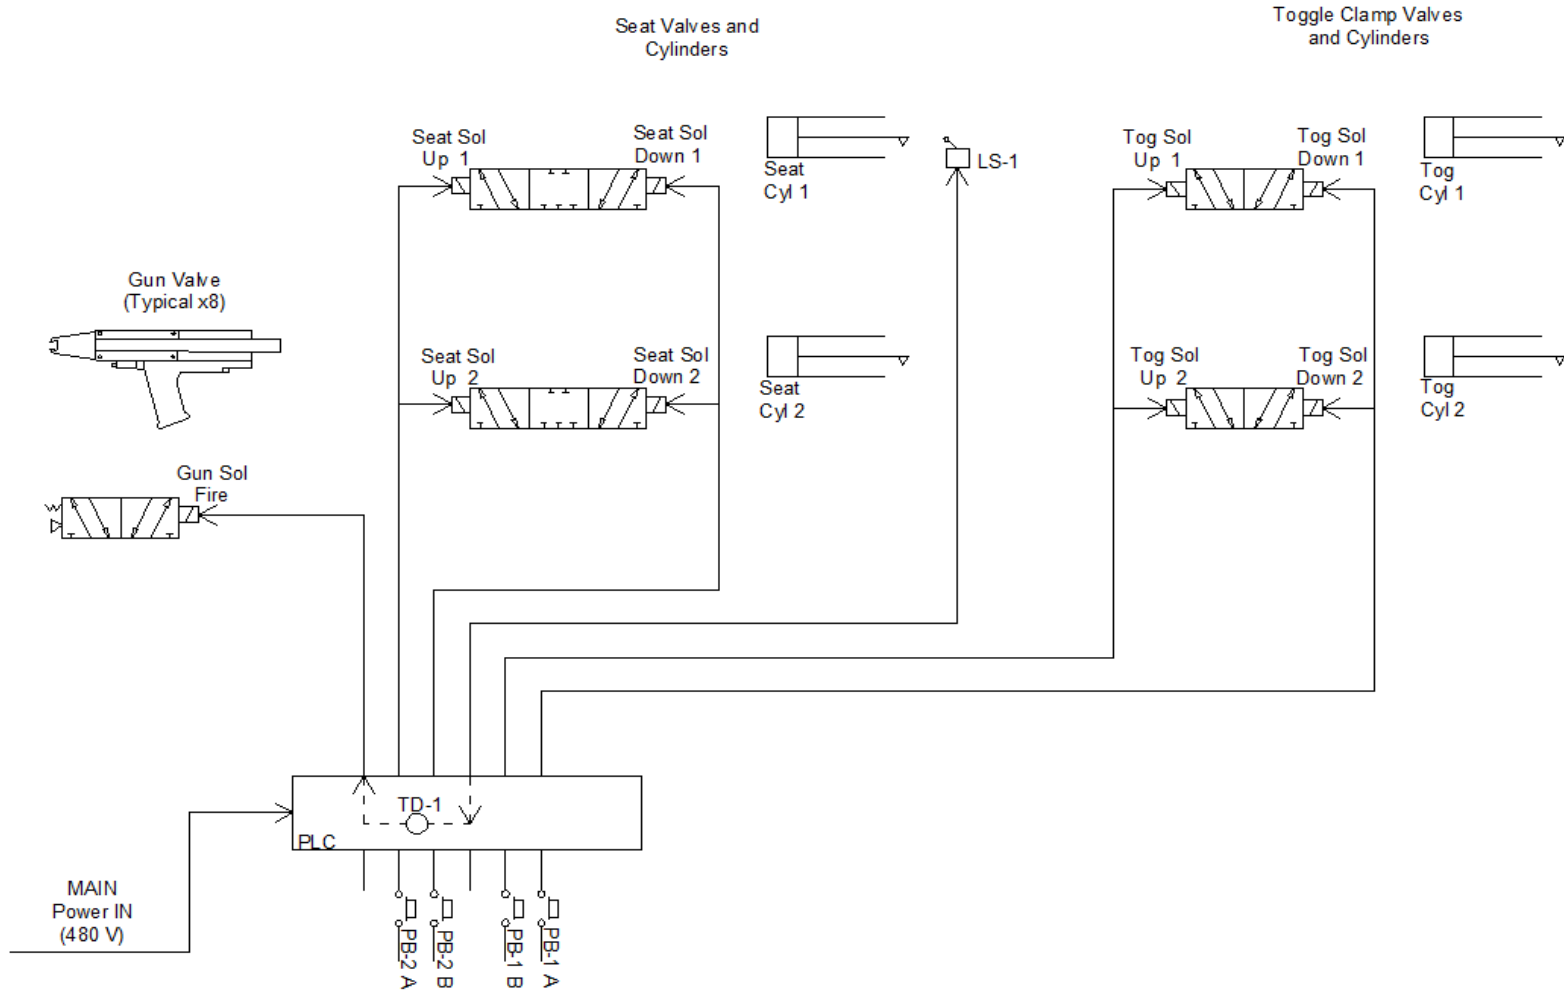 Seat Valves and
Cylinders
Toggle Clamp Valves
and Cylinders
Seat Sol
Up 1
Seat Sol
Down 1
Seat
Cyl 1
LS-1
Tog Sol
Up 1
Tog Sol
Down 1
Tog
Cyl 1
Gun Valve
(Typical x8)
Seat Sol
Up 2
Seat Sol
Down 2
Seat
Cyl 2
Tog Sol
Up 2
Tog Sol
Down 2
Tog
Cyl 2
Gun Sol
Fire
TD-1
PLC
MAIN
Power IN
(480 V)
PB-2 A
PB-2 B
PB-1 B
PB-1 A